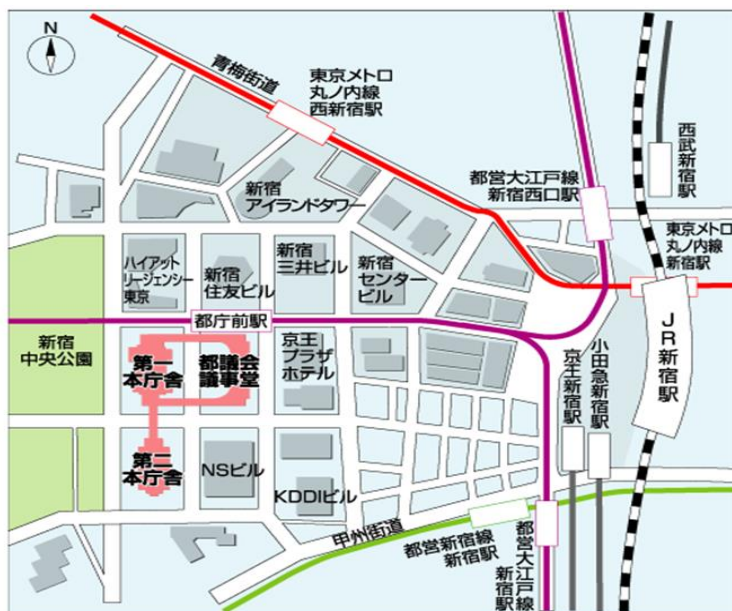 N
青梅街道
東京メトロ
丸ノ内線
西新宿駅
西武新宿駅
都営大江戸線
新宿西口駅
新宿
アイランドタワー
東京メトロ
丸ノ内線
新宿駅
ハイアット
リージェンシー
東京
新宿
住友ビル
新宿
三井ビル
新宿
センター
ビル
都庁前駅
JR新宿駅
新宿
中央公園
第一
本庁舎
都議会
議事堂
京王
プラザ
ホテル
小田急新宿駅
京王新宿駅
第二
本庁舎
NSビル
KDDIビル
甲州街道
都営新宿線
新宿駅
都営大江戸線
新宿駅